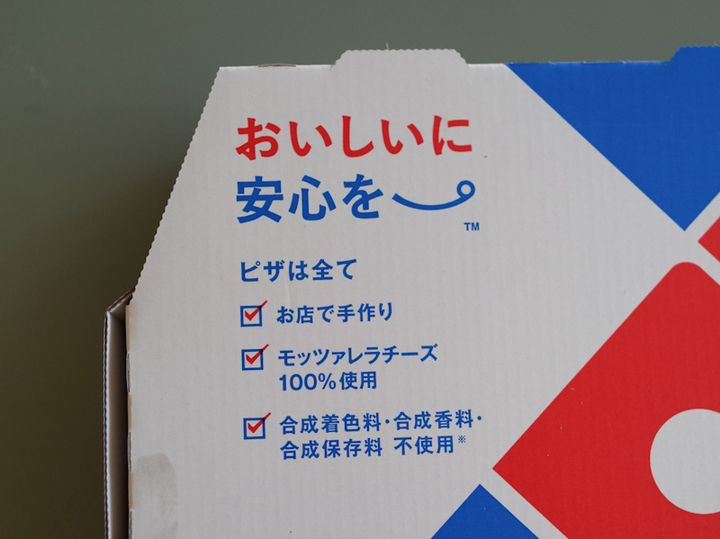 おいしいに
安心を
TM
ピザは全て
お店で手作り
モッツァレラチーズ
100%使用
合成着色料・合成香料・
合成保存料 不使用※